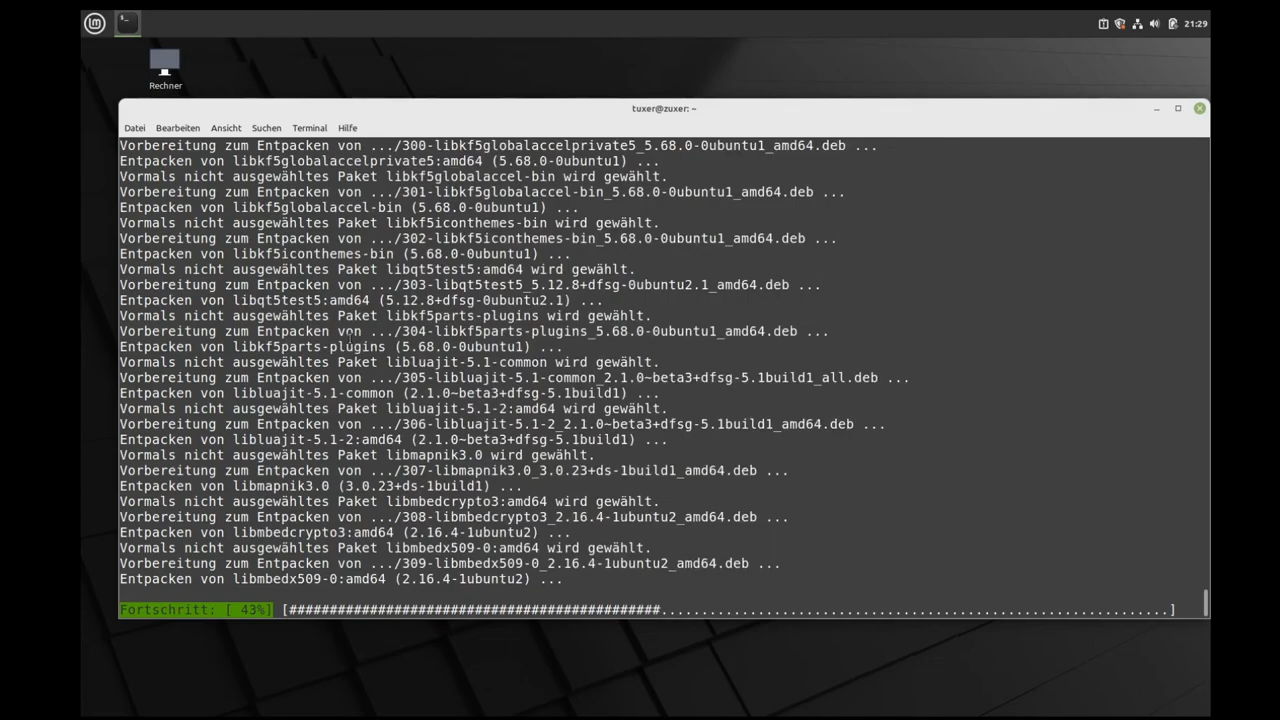 21:29
Rechner
tuxer@zuxer: ~
Datei Bearbeiten Ansicht Suchen Terminal Hilfe
Vorbereitung zum Entpacken von .../300-libkf5globalaccelprivate5_5.68.0-0ubuntu1_amd64.deb ...
Entpacken von libkf5globalaccelprivate5:amd64 (5.68.0-0ubuntu1) ...
Vormals nicht ausgewähltes Paket libkf5globalaccel-bin wird gewählt.
Vorbereitung zum Entpacken von .../301-libkf5globalaccel-bin_5.68.0-0ubuntu1_amd64.deb ...
Entpacken von libkf5globalaccel-bin (5.68.0-0ubuntu1) ...
Vormals nicht ausgewähltes Paket libkf5iconthemes-bin wird gewählt.
Vorbereitung zum Entpacken von .../302-libkf5iconthemes-bin_5.68.0-0ubuntu1_amd64.deb ...
Entpacken von libkf5iconthemes-bin (5.68.0-0ubuntu1) ...
Vormals nicht ausgewähltes Paket libqt5test5:amd64 wird gewählt.
Vorbereitung zum Entpacken von .../303-libqt5test5_5.12.8+dfsg-0ubuntu2.1_amd64.deb ...
Entpacken von libqt5test5:amd64 (5.12.8+dfsg-0ubuntu2.1) ...
Vormals nicht ausgewähltes Paket libkf5parts-plugins wird gewählt.
Vorbereitung zum Entpacken von .../304-libkf5parts-plugins_5.68.0-0ubuntu1_amd64.deb ...
Entpacken von libkf5parts-plugins (5.68.0-0ubuntu1) ...
Vormals nicht ausgewähltes Paket libluajit-5.1-common wird gewählt.
Vorbereitung zum Entpacken von .../305-libluajit-5.1-common_2.1.0~beta3+dfsg-5.1build1_all.deb ...
Entpacken von libluajit-5.1-common (2.1.0~beta3+dfsg-5.1build1) ...
Vormals nicht ausgewähltes Paket libluajit-5.1-2:amd64 wird gewählt.
Vorbereitung zum Entpacken von .../306-libluajit-5.1-2_2.1.0~beta3+dfsg-5.1build1_amd64.deb ...
Entpacken von libluajit-5.1-2:amd64 (2.1.0~beta3+dfsg-5.1build1) ...
Vormals nicht ausgewähltes Paket libmapnik3.0 wird gewählt.
Vorbereitung zum Entpacken von .../307-libmapnik3.0_3.0.23+ds-1build1_amd64.deb ...
Entpacken von libmapnik3.0 (3.0.23+ds-1build1) ...
Vormals nicht ausgewähltes Paket libmbedcrypto3:amd64 wird gewählt.
Vorbereitung zum Entpacken von .../308-libmbedcrypto3_2.16.4-1ubuntu2_amd64.deb ...
Entpacken von libmbedcrypto3:amd64 (2.16.4-1ubuntu2) ...
Vormals nicht ausgewähltes Paket libmbedx509-0:amd64 wird gewählt.
Vorbereitung zum Entpacken von .../309-libmbedx509-0_2.16.4-1ubuntu2_amd64.deb ...
Entpacken von libmbedx509-0:amd64 (2.16.4-1ubuntu2) ...
Fortschritt: [ 43%] [##############################################...............................................................]